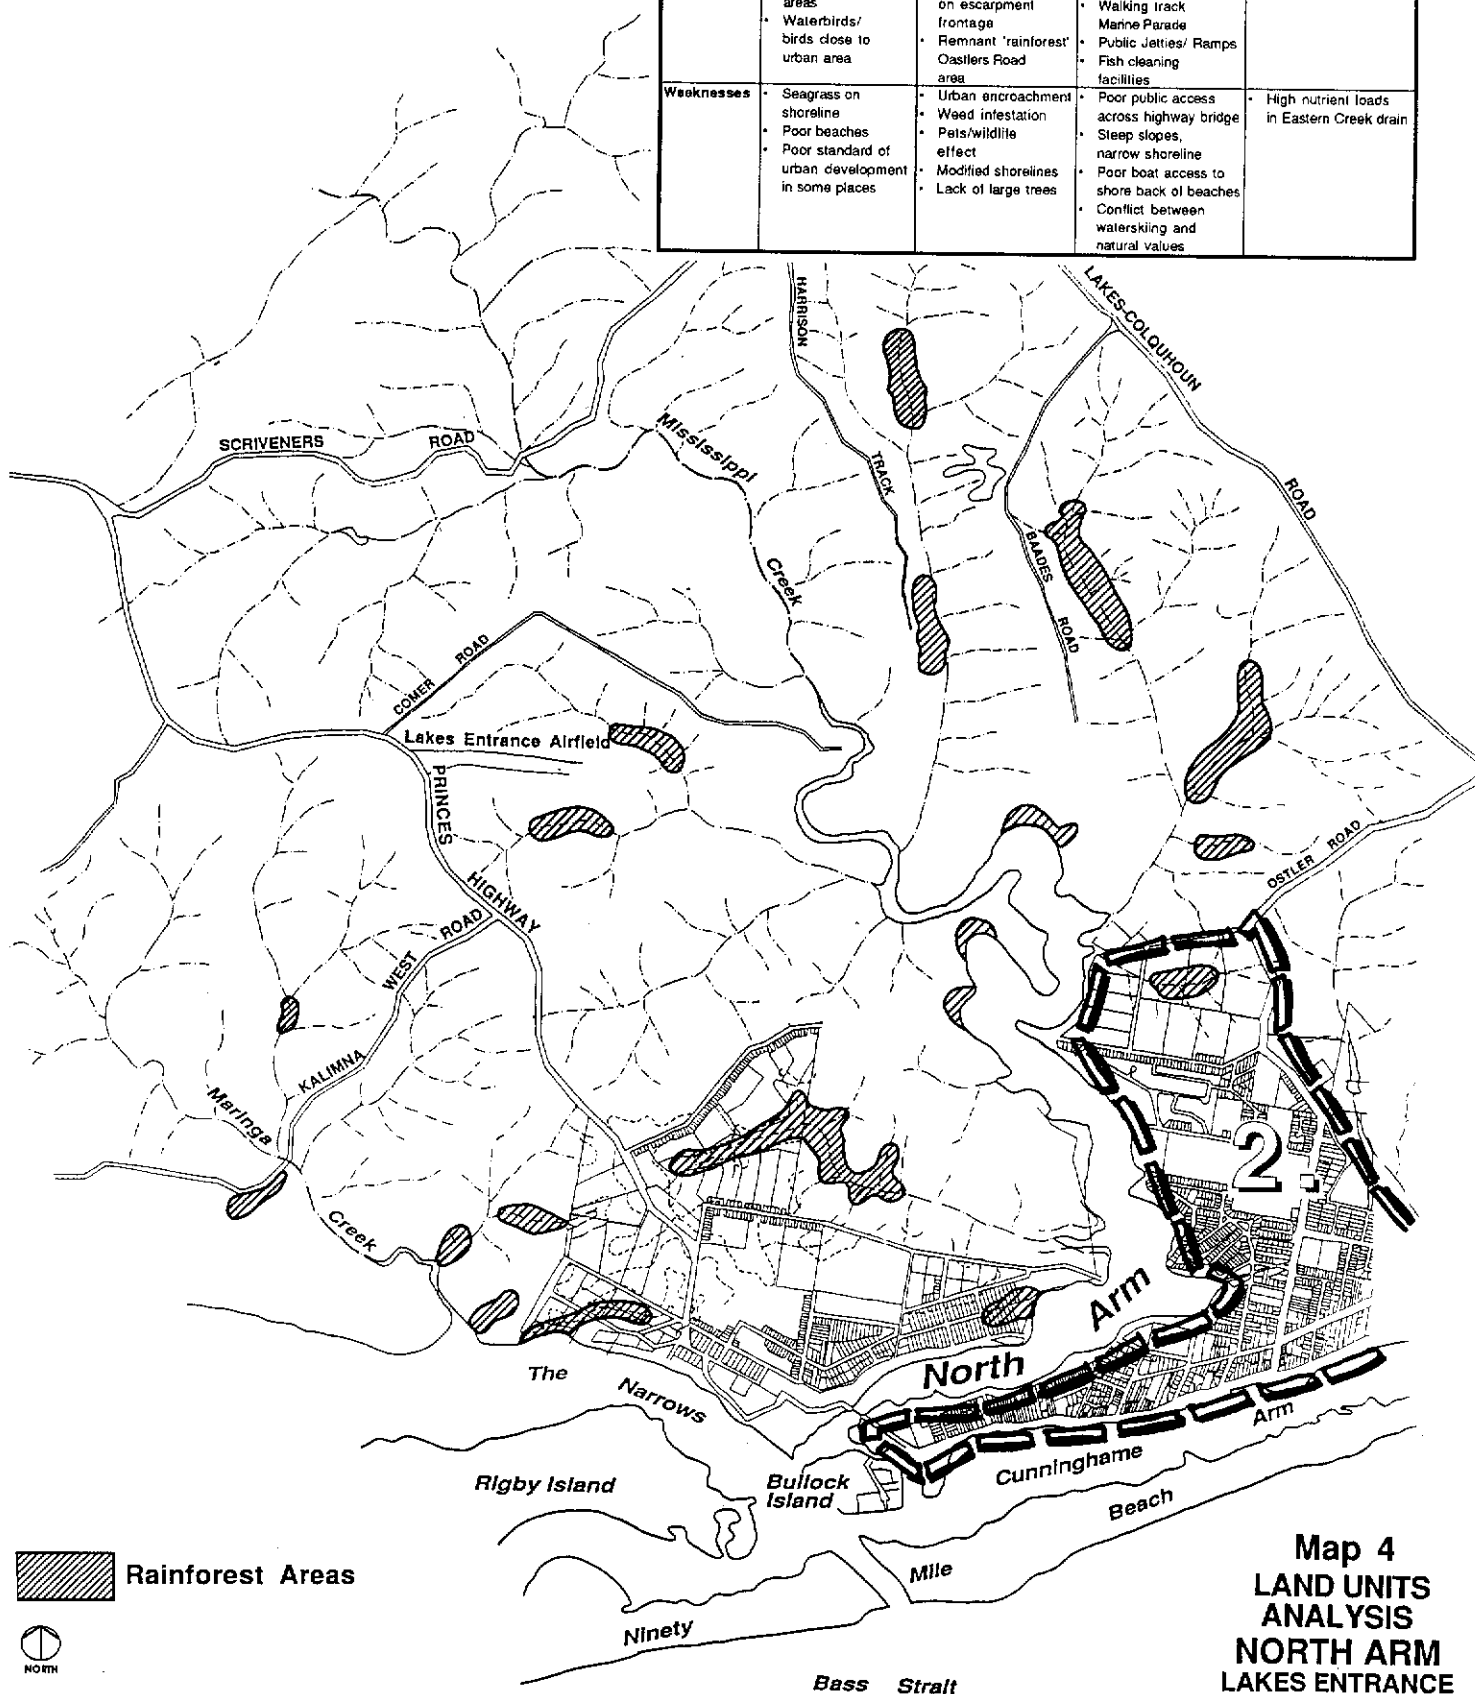 areas
• Waterbirds/
birds close to
urban area
on escarpment
frontage
• Remnant 'rainforest'
Oastlers Road
area
• Walking track
Marine Parade
• Public Jetties/ Ramps
• Fish cleaning
facilities
Weaknesses
• Seagrass on
shoreline
• Poor beaches
• Poor standard of
urban development
in some places
• Urban encroachment
• Weed infestation
• Pets/wildlife
effect
• Modified shorelines
• Lack of large trees
• Poor public access
across highway bridge
• Steep slopes,
narrow shoreline
• Poor boat access to
shore back of beaches
• Conflict between
waterskiing and
natural values
• High nutrient loads
in Eastern Creek drain
HARRISON
TRACK
LAKES-COLQUHOUN
ROAD
SCRIVENERS ROAD
Mississippi
Creek
BAADES
ROAD
COMER ROAD
Lakes Entrance Airfield
PRINCES
HIGHWAY
OSTLER ROAD
KALIMNA WEST ROAD
Maringa
Creek
2.
North Arm
The
Narrows
Cunninghame Arm
Rigby Island
Bullock
Island
Ninety Mile Beach
Bass Strait
Rainforest Areas
NORTH
Map 4
LAND UNITS
ANALYSIS
NORTH ARM
LAKES ENTRANCE